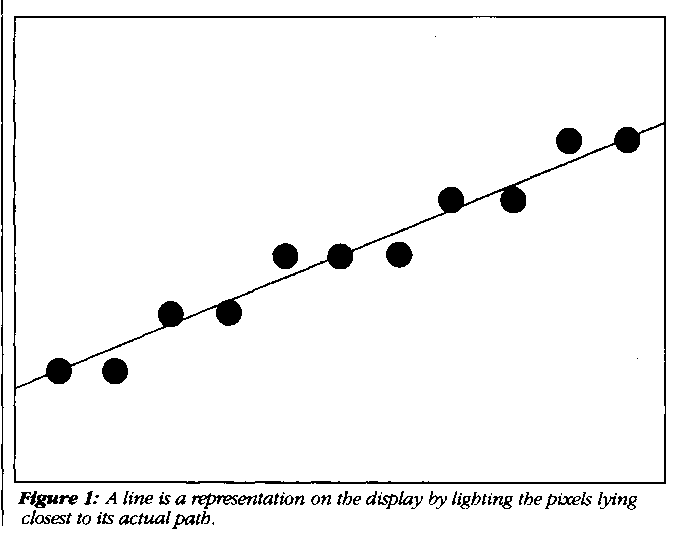 Figure 1: A line is a representation on the display by lighting the pixels lying
closest to its actual path.